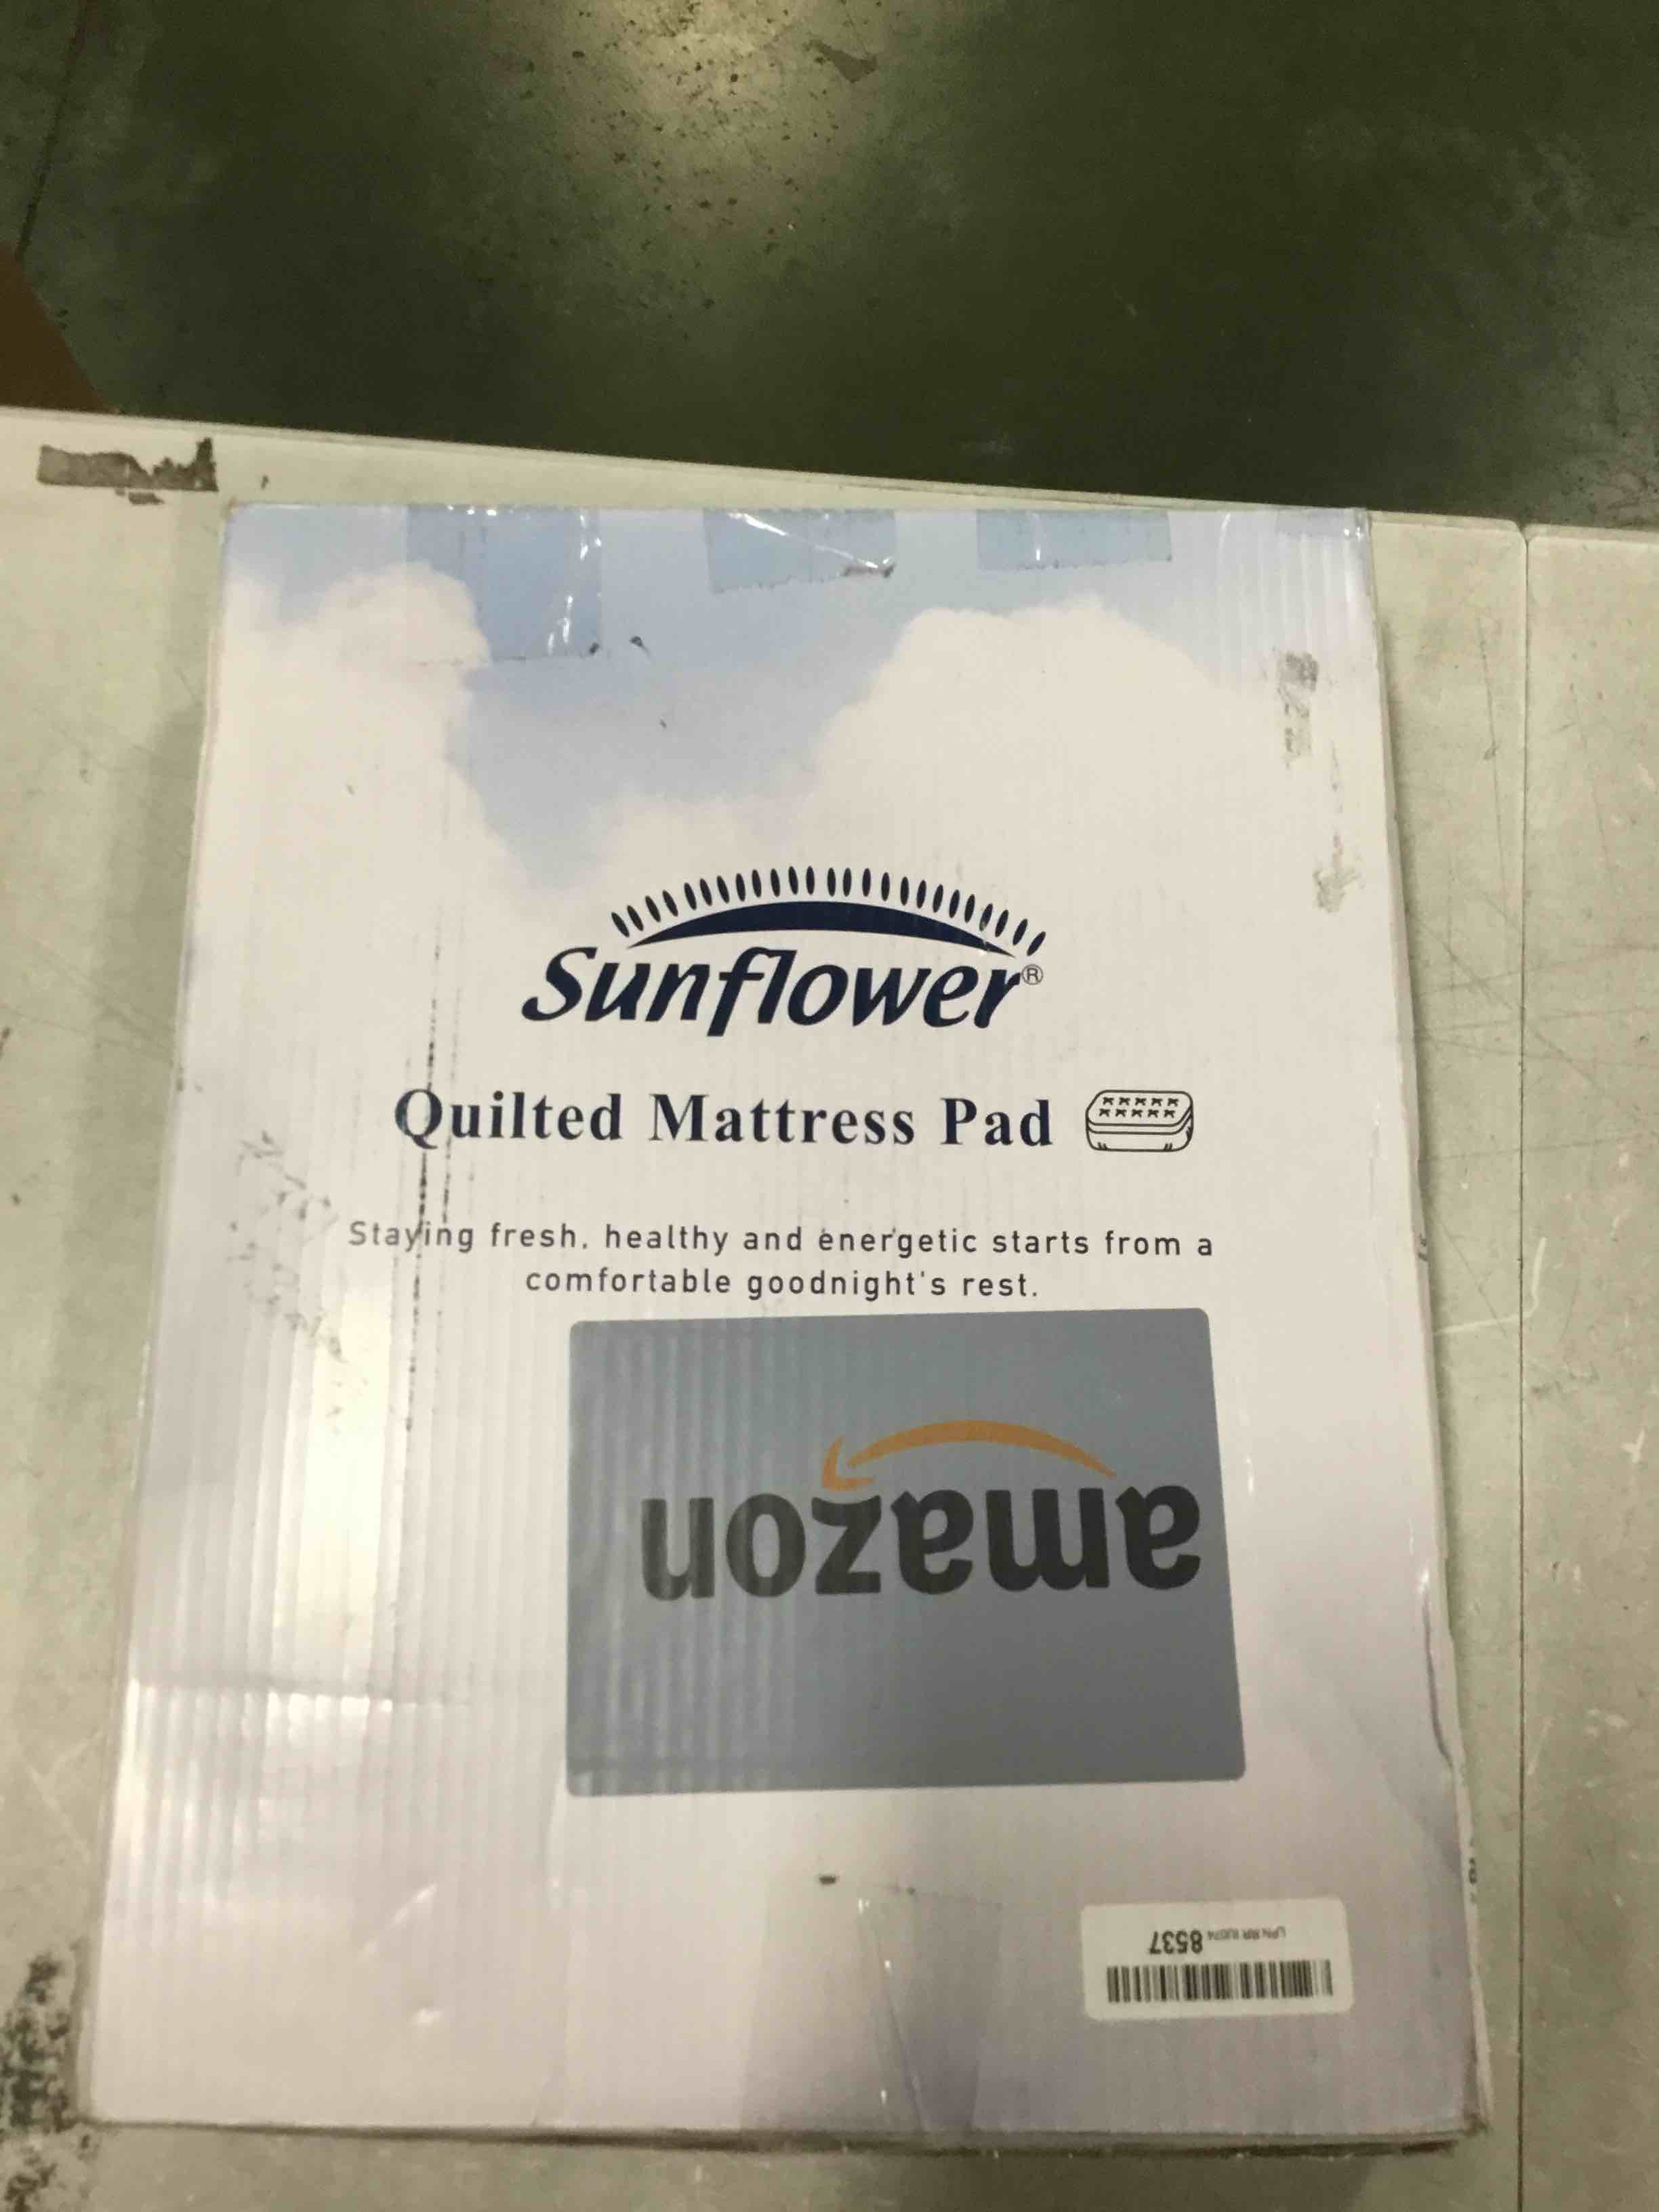 Sunflower®
Quilted Mattress Pad
Staying fresh, healthy and energetic starts from a
comfortable goodnight's rest.
amazon
8537